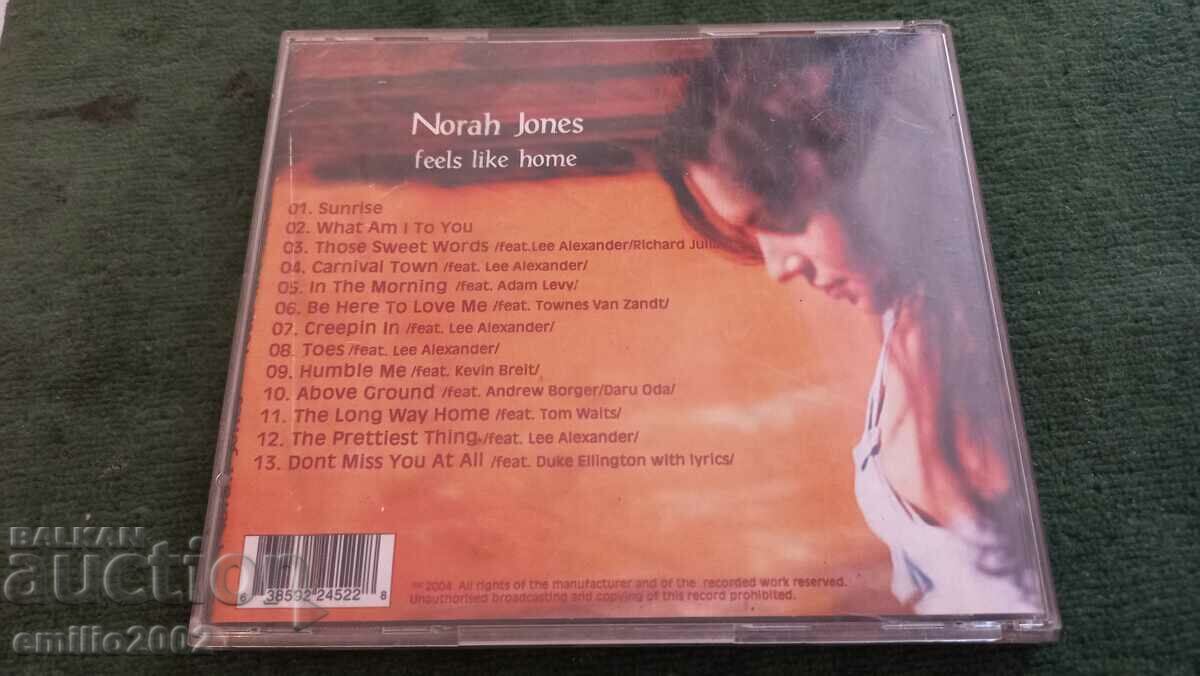 Norah Jones
feels like home
01. Sunrise
02. What Am I To You
03. Those Sweet Words /feat.Lee Alexander/Richard
04. Carnival Town /feat. Lee Alexander/
05. In The Morning /feat. Adam Levy/
06. Be Here To Love Me /feat. Townes Van Zandt/
07. Creepin In /feat. Lee Alexander/
08. Toes /feat. Lee Alexander/
09. Humble Me /feat. Kevin Breit/
10. Above Ground /feat. Andrew Borger/Daru Oda/
11. The Long Way Home /feat. Tom Waits/
12. The Prettiest Thing /feat. Lee Alexander/
13. Dont Miss You At All /feat. Duke Ellington with lyrics/
6 38592 24522 8
2004 All rights of the manufacturer and of the recorded work reserved.
Unauthorised broadcasting and copying of this record prohibited.
BALKAN
auction
emillio2002